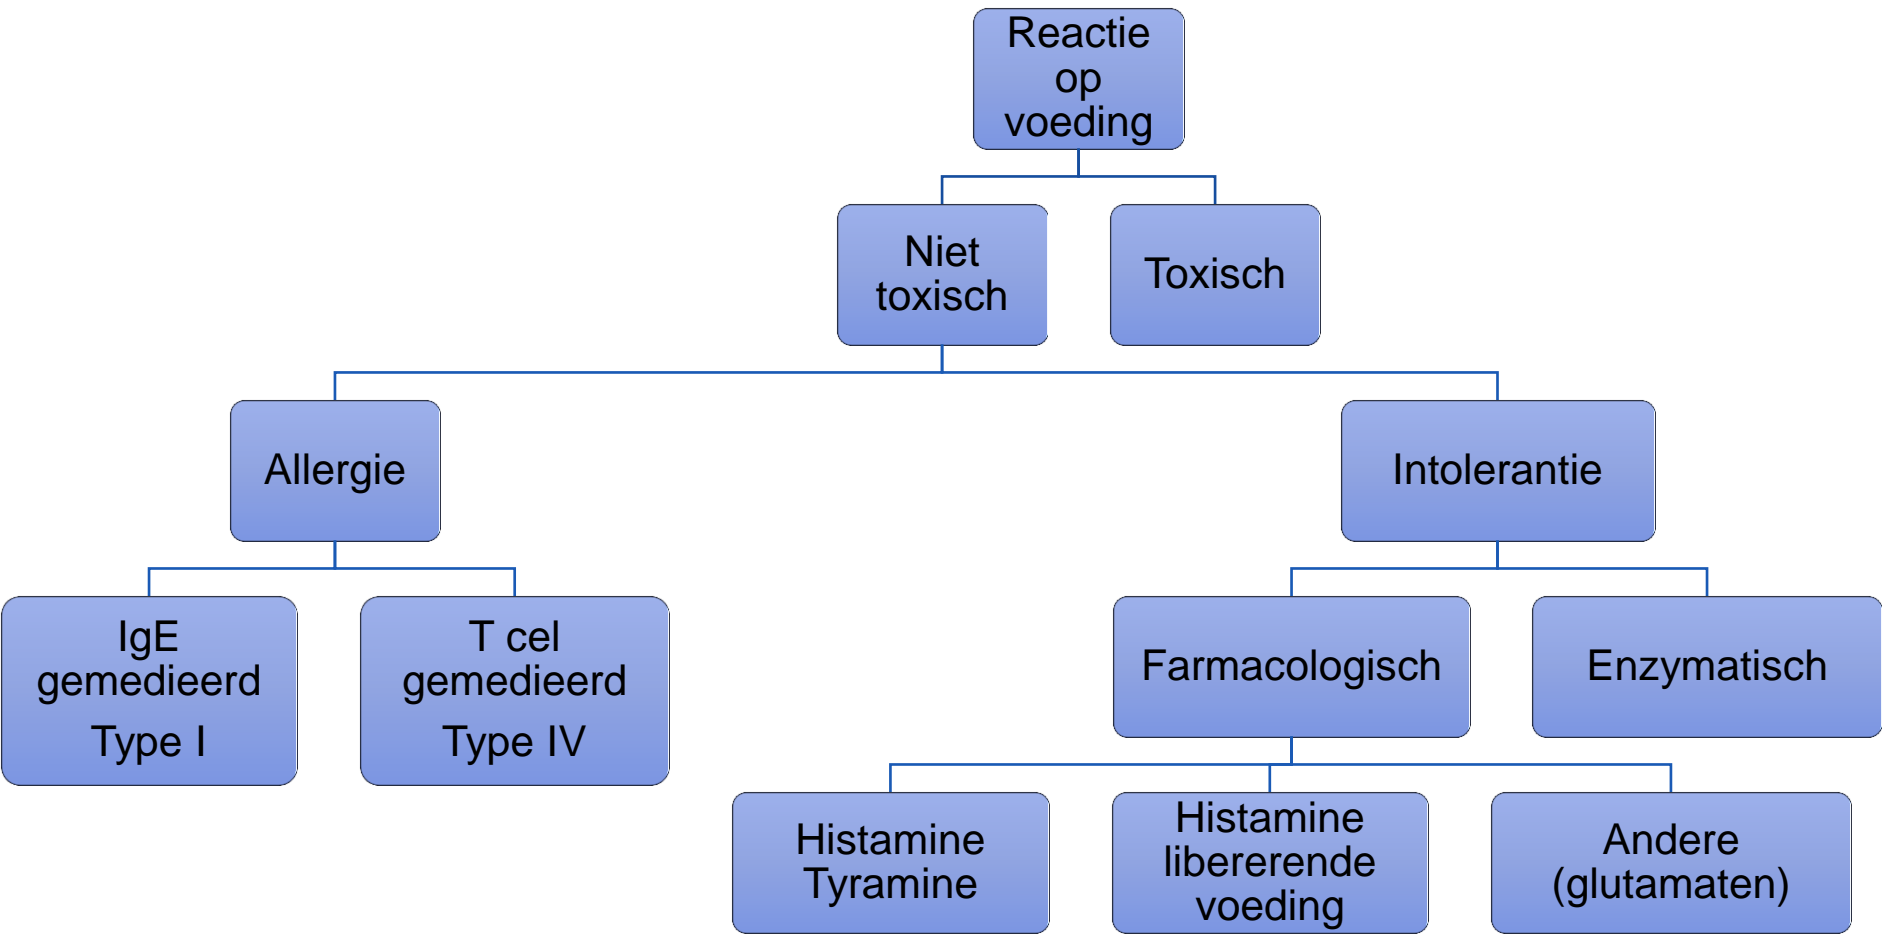 Reactie
op
voeding
Niet
toxisch
Toxisch
Allergie
Intolerantie
IgE
gemedieerd
Type I
T cel
gemedieerd
Type IV
Farmacologisch
Enzymatisch
Histamine
Tyramine
Histamine
libererende
voeding
Andere
(glutamaten)